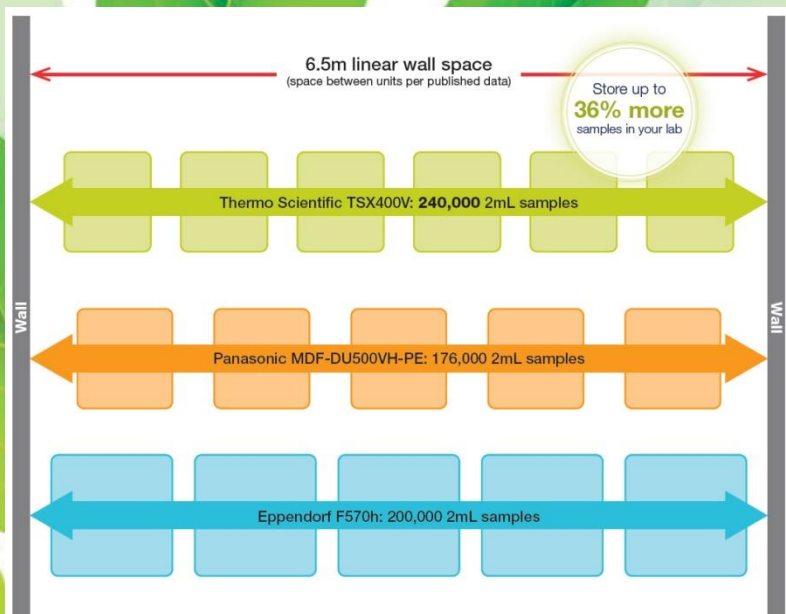 6.5m linear wall space
(space between units per published data)
Store up to
36% more
samples in your lab
Thermo Scientific TSX400V: 240,000 2mL samples
Wall
Wall
Panasonic MDF-DU500VH-PE: 176,000 2mL samples
Eppendorf F570h: 200,000 2mL samples